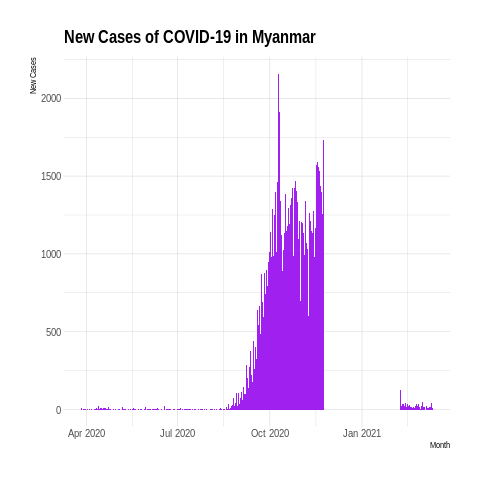 New Cases of COVID-19 in Myanmar
New Cases
2000
1500
1000
500
0
Apr 2020
Jul 2020
Oct 2020
Jan 2021
Month